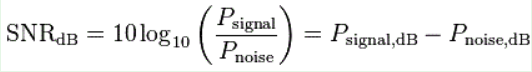 SNR_dB = 10 log_10 (P_signal / P_noise) = P_signal,dB − P_noise,dB